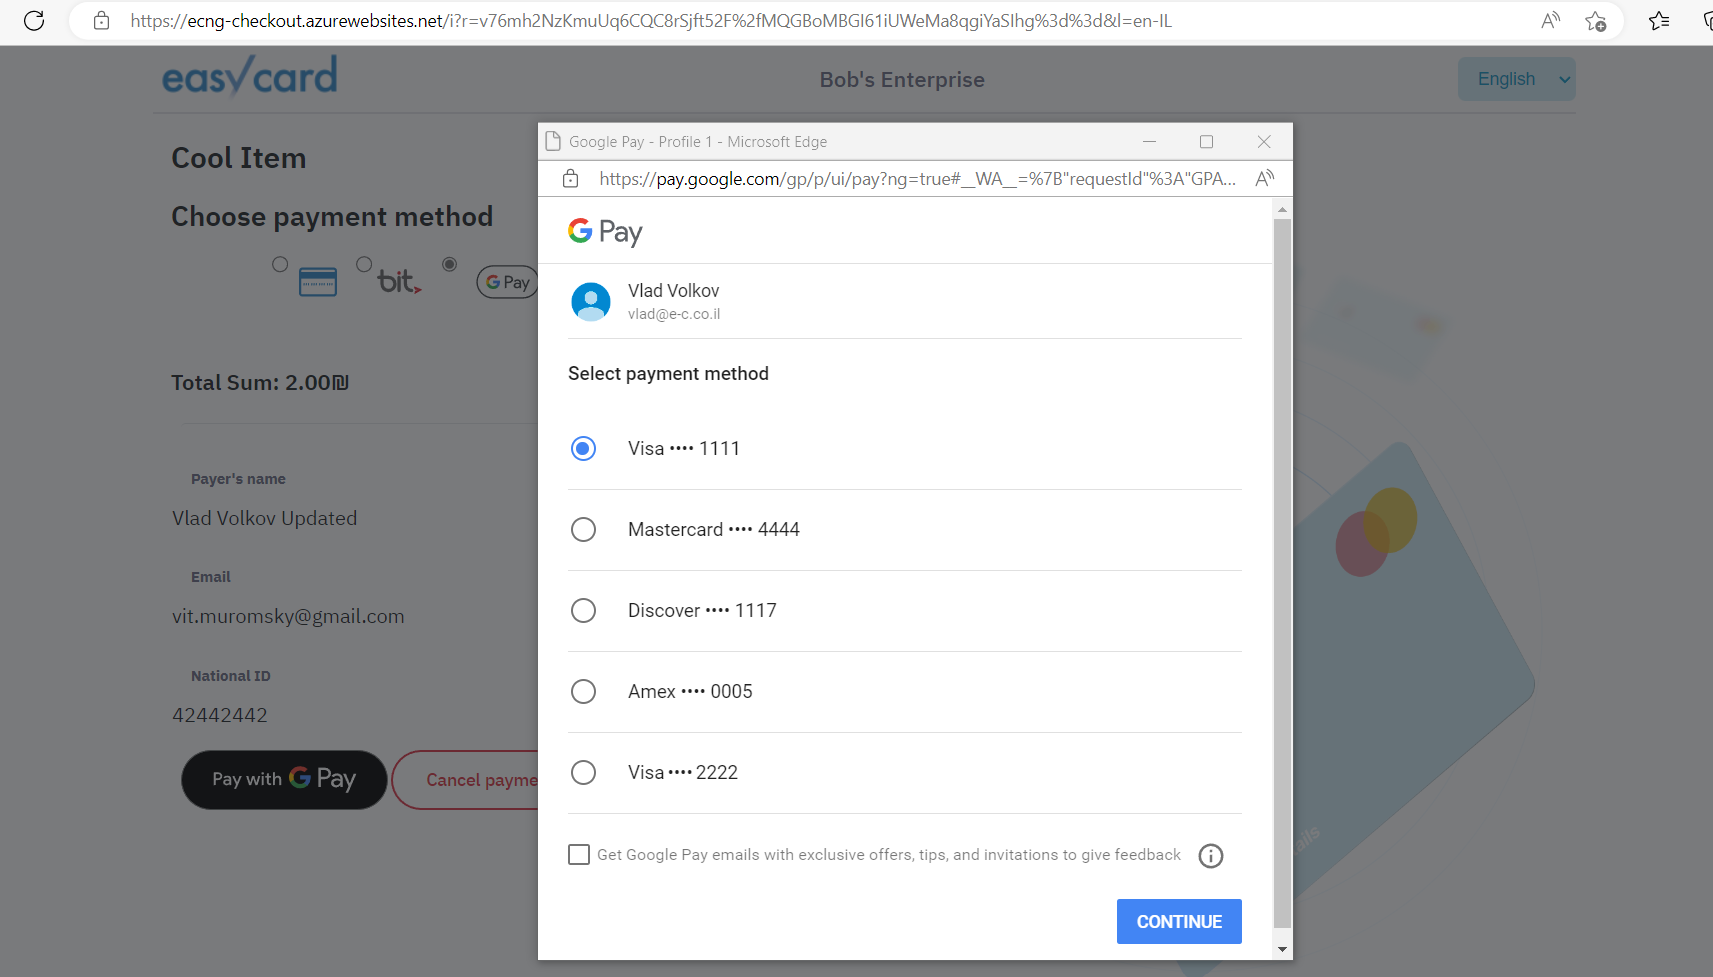 https://ecng-checkout.azurewebsites.net/i?r=v76mh2NzKmuUq6CQC8rSjft52F%2fMQGBoMBGI61iUWeMa8qgiYaSIhg%3d%3d&l=en-IL
easycard
Bob's Enterprise
English
Cool Item
Choose payment method
bit
G Pay
Total Sum: 2.00₪
Payer's name
Vlad Volkov Updated
Email
vit.muromsky@gmail.com
National ID
42442442
Pay with G Pay
Cancel payme
Google Pay - Profile 1 - Microsoft Edge
https://pay.google.com/gp/p/ui/pay?ng=true#__WA__=%7B"requestId"%3A"GPA...
G Pay
Vlad Volkov
vlad@e-c.co.il
Select payment method
Visa •••• 1111
Mastercard •••• 4444
Discover •••• 1117
Amex •••• 0005
Visa •••• 2222
Get Google Pay emails with exclusive offers, tips, and invitations to give feedback
CONTINUE